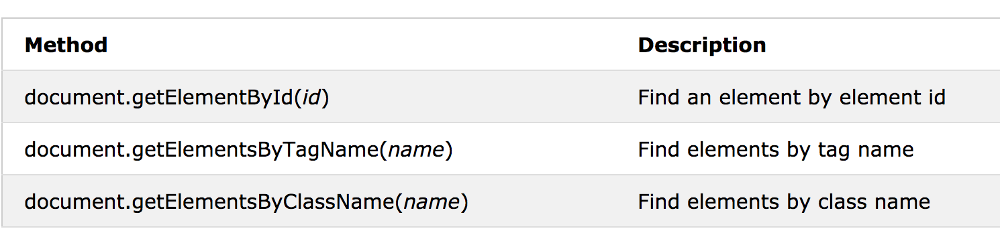 Method Description
document.getElementById(id) Find an element by element id
document.getElementsByTagName(name) Find elements by tag name
document.getElementsByClassName(name) Find elements by class name